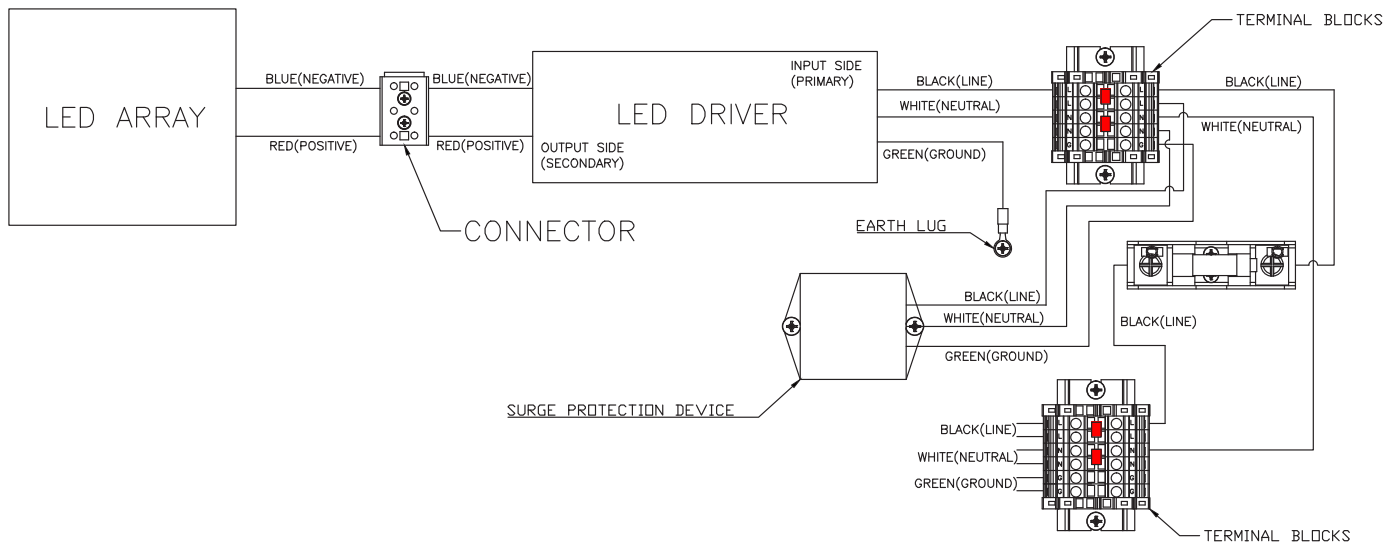 TERMINAL BLOCKS
BLUE(NEGATIVE)
BLUE(NEGATIVE)
INPUT SIDE
(PRIMARY)
BLACK(LINE)
BLACK(LINE)
LED ARRAY
LED DRIVER
WHITE(NEUTRAL)
WHITE(NEUTRAL)
RED(POSITIVE)
RED(POSITIVE)
OUTPUT SIDE
(SECONDARY)
GREEN(GROUND)
L
L
L
L
N
N
N
N
G
G
CONNECTOR
EARTH LUG
BLACK(LINE)
WHITE(NEUTRAL)
GREEN(GROUND)
BLACK(LINE)
SURGE PROTECTION DEVICE
BLACK(LINE)
WHITE(NEUTRAL)
GREEN(GROUND)
L
L
L
L
N
N
N
N
G
G
G
G
TERMINAL BLOCKS